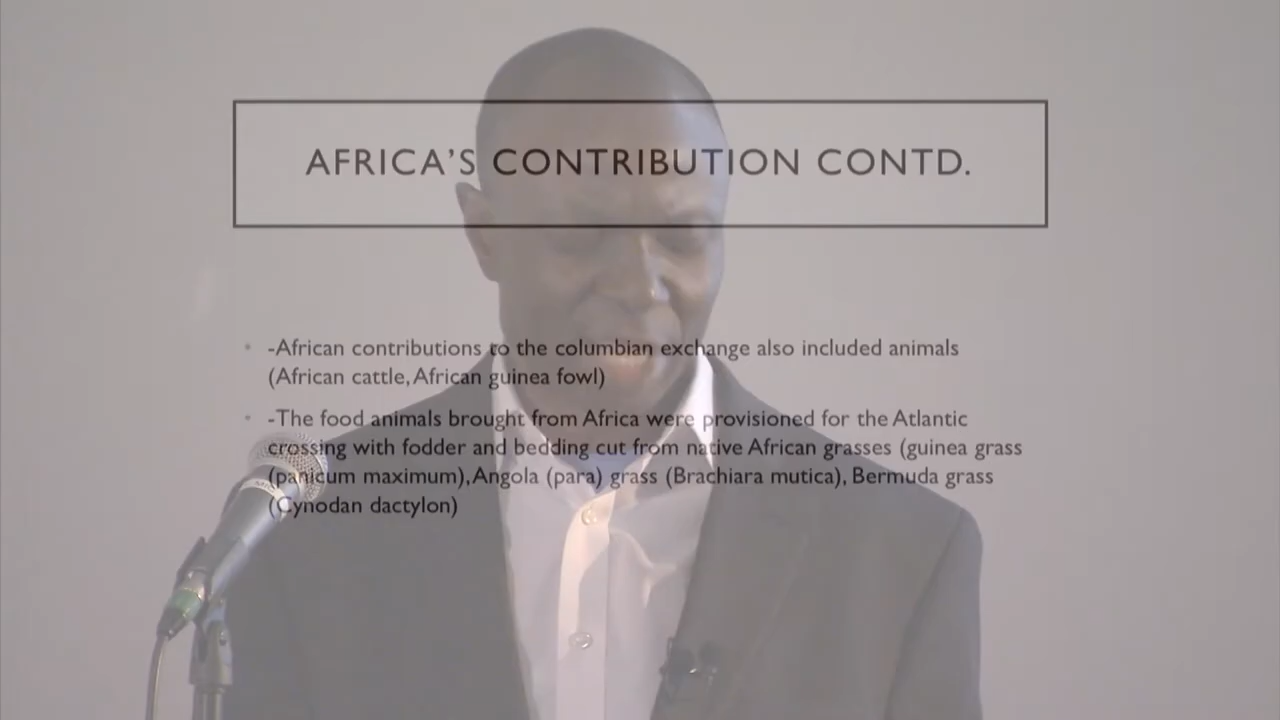 AFRICA'S CONTRIBUTION CONTD.
• -African contributions to the columbian exchange also included animals
(African cattle, African guinea fowl)
• -The food animals brought from Africa were provisioned for the Atlantic
crossing with fodder and bedding cut from native African grasses (guinea grass
(panicum maximum), Angola (para) grass (Brachiara mutica), Bermuda grass
(Cynodan dactylon)